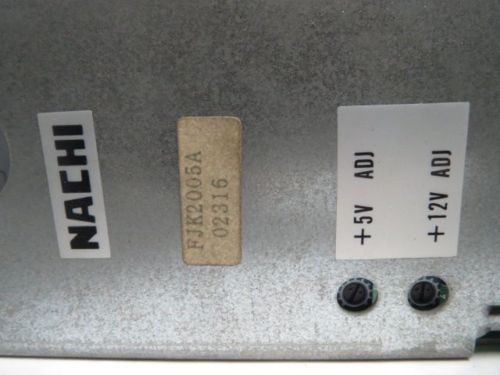 NACHI
FJK2005A
02316
+5V ADJ
+12V ADJ